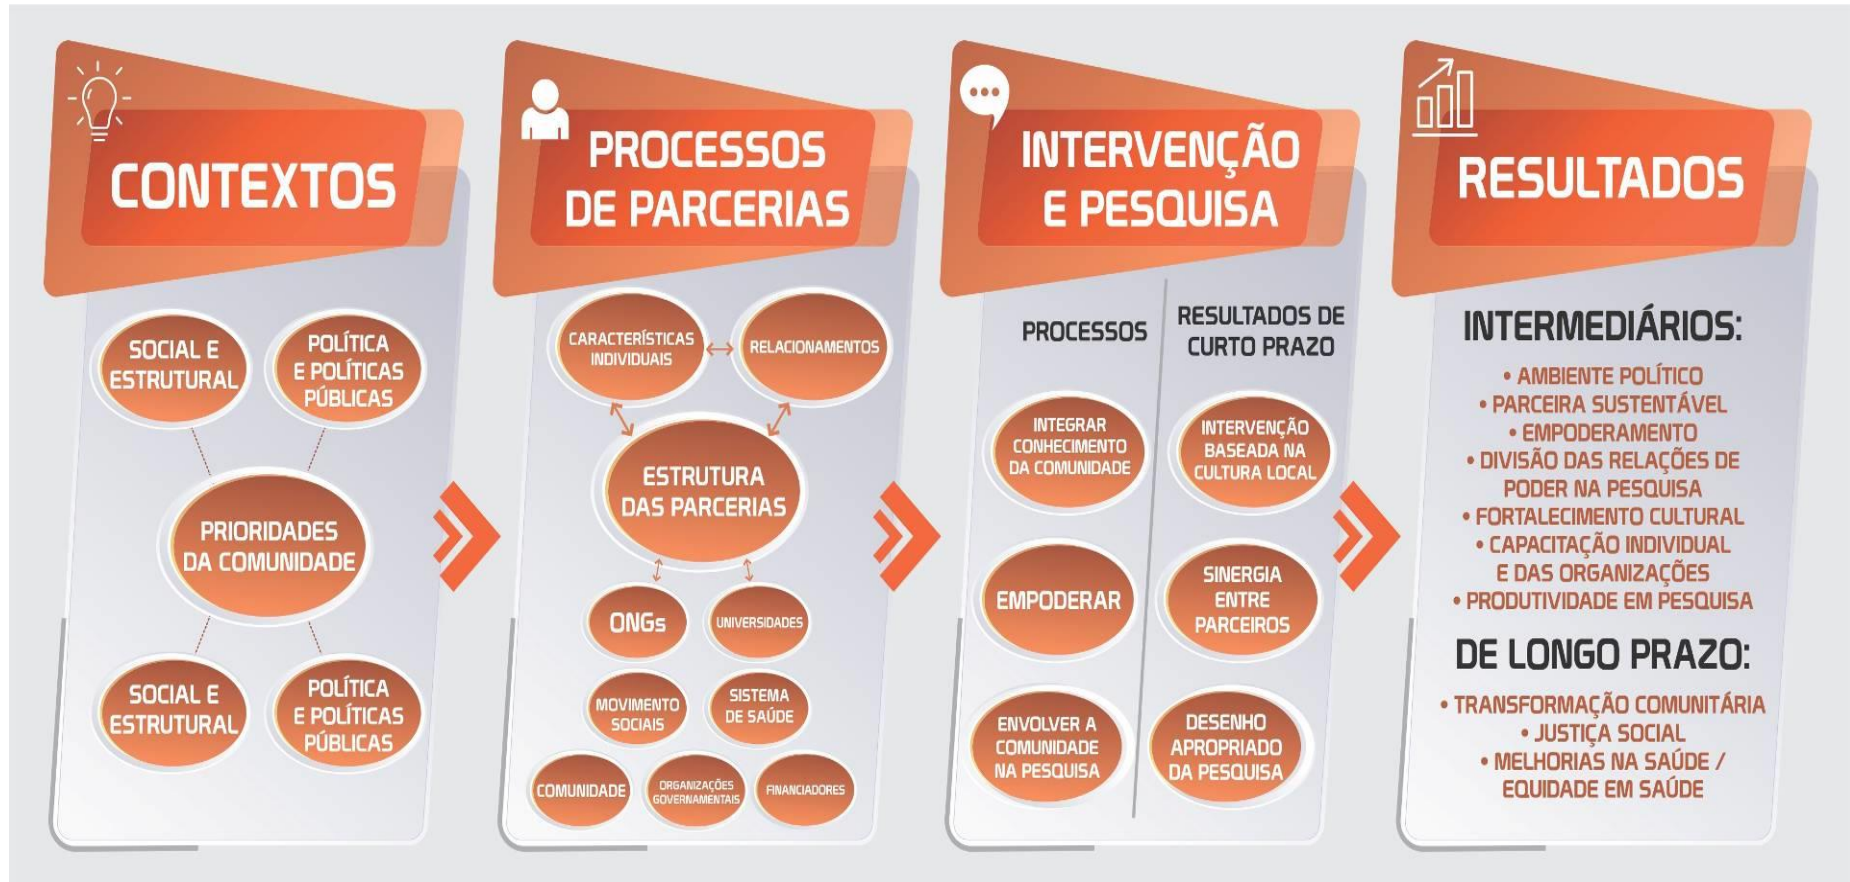 CONTEXTOS
SOCIAL E
ESTRUTURAL
POLÍTICA
E POLÍTICAS
PÚBLICAS
PRIORIDADES
DA COMUNIDADE
SOCIAL E
ESTRUTURAL
POLÍTICA
E POLÍTICAS
PÚBLICAS
PROCESSOS
DE PARCERIAS
CARACTERÍSTICAS
INDIVIDUAIS
RELACIONAMENTOS
ESTRUTURA
DAS PARCERIAS
ONGs
UNIVERSIDADES
MOVIMENTO
SOCIAIS
SISTEMA
DE SAÚDE
COMUNIDADE
ORGANIZAÇÕES
GOVERNAMENTAIS
FINANCIADORES
INTERVENÇÃO
E PESQUISA
PROCESSOS
RESULTADOS DE
CURTO PRAZO
INTEGRAR
CONHECIMENTO
DA COMUNIDADE
INTERVENÇÃO
BASEADA NA
CULTURA LOCAL
EMPODERAR
SINERGIA
ENTRE
PARCEIROS
ENVOLVER A
COMUNIDADE
NA PESQUISA
DESENHO
APROPRIADO
DA PESQUISA
RESULTADOS
INTERMEDIÁRIOS:
• AMBIENTE POLÍTICO
• PARCEIRA SUSTENTÁVEL
• EMPODERAMENTO
• DIVISÃO DAS RELAÇÕES DE
PODER NA PESQUISA
• FORTALECIMENTO CULTURAL
• CAPACITAÇÃO INDIVIDUAL
E DAS ORGANIZAÇÕES
• PRODUTIVIDADE EM PESQUISA
DE LONGO PRAZO:
• TRANSFORMAÇÃO COMUNITÁRIA
• JUSTIÇA SOCIAL
• MELHORIAS NA SAÚDE /
EQUIDADE EM SAÚDE